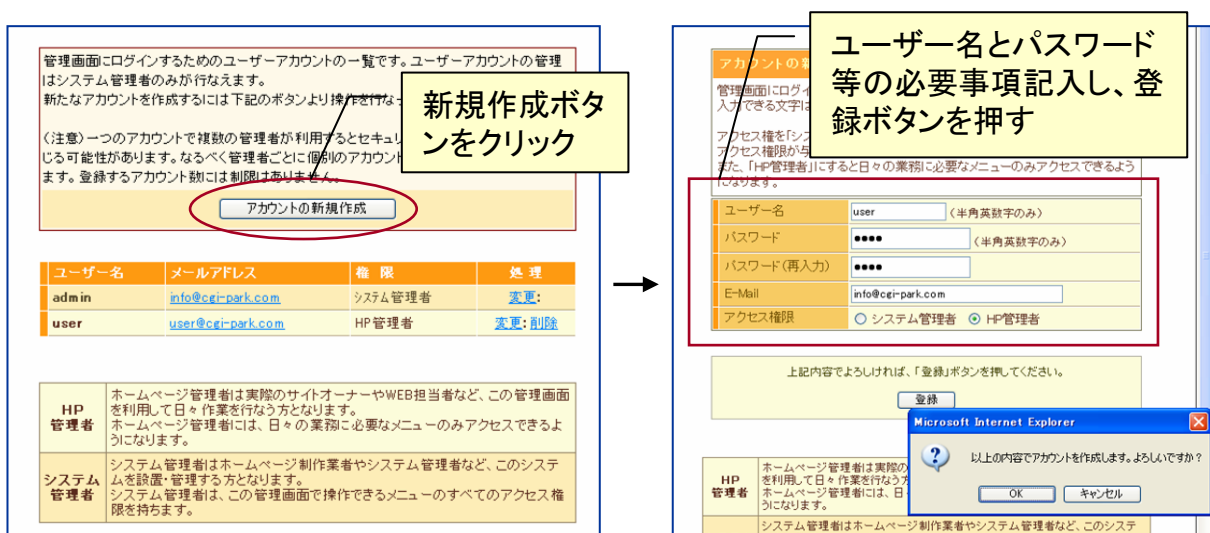 管理画面にログインするためのユーザーアカウントの一覧です。ユーザーアカウントの管理
はシステム管理者のみが行なえます。
新たなアカウントを作成するには下記のボタンより操作を行なっ
〈注意〉一つのアカウントで複数の管理者が利用するとセキュリ
じる可能性があります。なるべく管理者ごとに個別のアカウント
ます。登録するアカウント数には制限はありません。
新規作成ボタ
ンをクリック
アカウントの新規作成
ユーザー名 メールアドレス 権 限 処 理
admin info@cgi-park.com システム管理者 変更:
user user@cgi-park.com HP管理者 変更:削除
HP
管理者
ホームページ管理者は実際のサイトオーナーやWEB担当者など、この管理画面
を利用して日々作業を行なう方となります。
ホームページ管理者には、日々の業務に必要なメニューのみアクセスできるよ
うになります。
システム
管理者
システム管理者はホームページ制作業者やシステム管理者など、このシステ
ムを設置・管理する方となります。
システム管理者は、この管理画面で操作できるメニューのすべてのアクセス権
限を持ちます。
ユーザー名とパスワード
等の必要事項記入し、登
録ボタンを押す
アカウントの新
管理画面にログイ
入力できる文字は
アクセス権を「シス
アクセス権限が与
また、「HP管理者」にすると日々の業務に必要なメニューのみアクセスできるよう
になります。
ユーザー名 user (半角英数字のみ)
パスワード ●●●● (半角英数字のみ)
パスワード(再入力) ●●●●
E-Mail info@cgi-park.com
アクセス権限 システム管理者 HP管理者
上記内容でよろしければ、「登録」ボタンを押してください。
登録
Microsoft Internet Explorer
以上の内容でアカウントを作成します。よろしいですか?
OK キャンセル
HP
管理者
ホームページ管理者は実際の
を利用して日々作業を行なう方
ホームページ管理者には、日
うになります。
システム管理者はホームページ制作業者やシステム管理者など、このシステ